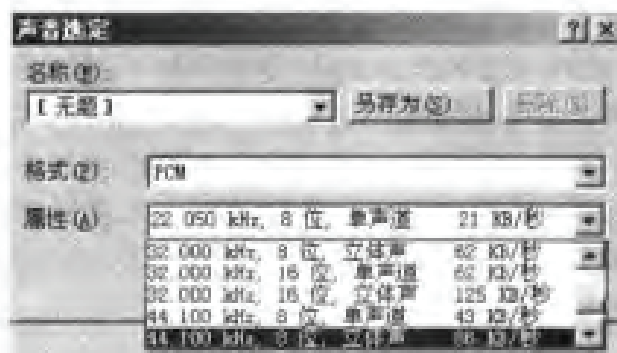 声音选定
名称(N):
[无题]
另存为(S)...
格式(F): PCM
属性(A): 22.050 kHz, 8 位, 单声道 21 KB/秒
32.000 kHz, 8 位, 立体声 62 KB/秒
32.000 kHz, 16 位, 单声道 62 KB/秒
32.000 kHz, 16 位, 立体声 125 KB/秒
44.100 kHz, 8 位, 单声道 43 KB/秒
44.100 kHz, 8 位, 立体声 86 KB/秒